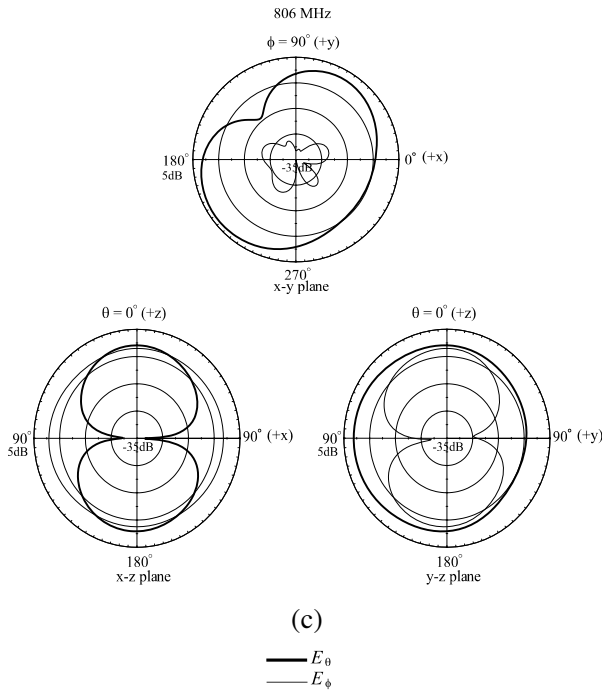 806 MHz
ϕ = 90° (+y)
180° 0° (+x)
5dB -35dB
270°
x-y plane
θ = 0° (+z) θ = 0° (+z)
90° 90° (+x) 90° 90° (+y)
5dB -35dB 5dB -35dB
180° 180°
x-z plane y-z plane
(c)
Eθ
Eϕ